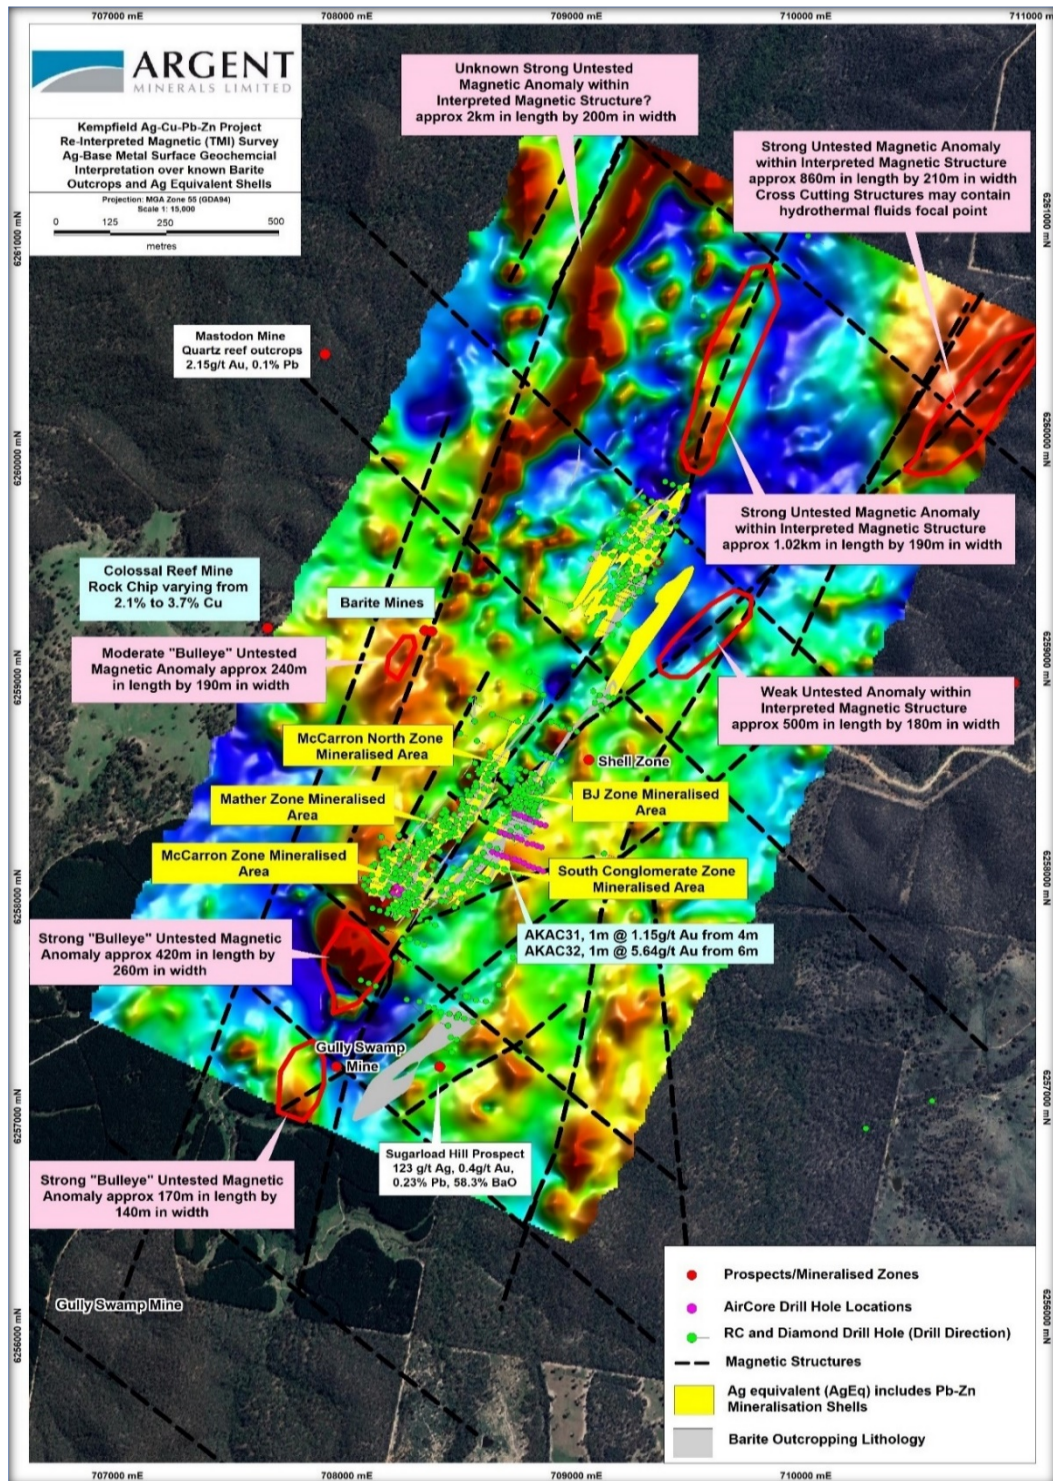 707000 mE
708000 mE
709000 mE
710000 mE
711000 m
ARGENT
MINERALS LIMITED
Kempfield Ag-Cu-Pb-Zn Project
Re-Interpreted Magnetic (TMI) Survey
Ag-Base Metal Surface Geochemcial
Interpretation over known Barite
Outcrops and Ag Equivalent Shells
Projection: MGA Zone 55 (GDA94)
Scale 1: 15,000
0 125 250 500
metres
Unknown Strong Untested
Magnetic Anomaly within
Interpreted Magnetic Structure?
approx 2km in length by 200m in width
Strong Untested Magnetic Anomaly
within Interpreted Magnetic Structure
approx 860m in length by 210m in width
Cross Cutting Structures may contain
hydrothermal fluids focal point
6261000 mN
6261000 mN
Mastodon Mine
Quartz reef outcrops
2.15g/t Au, 0.1% Pb
6260000 mN
6260000 mN
Strong Untested Magnetic Anomaly
within Interpreted Magnetic Structure
approx 1.02km in length by 190m in width
Colossal Reef Mine
Rock Chip varying from
2.1% to 3.7% Cu
Barite Mines
Moderate "Bulleye" Untested
Magnetic Anomaly approx 240m
in length by 190m in width
6259000 mN
6259000 mN
Weak Untested Anomaly within
Interpreted Magnetic Structure
approx 500m in length by 180m in width
McCarron North Zone
Mineralised Area
Shell Zone
Mather Zone Mineralised
Area
BJ Zone Mineralised
Area
McCarron Zone Mineralised
Area
South Conglomerate Zone
Mineralised Area
6258000 mN
6258000 mN
AKAC31, 1m @ 1.15g/t Au from 4m
AKAC32, 1m @ 5.64g/t Au from 6m
Strong "Bulleye" Untested Magnetic
Anomaly approx 420m in length by
260m in width
Gully Swamp
Mine
6257000 mN
6257000 mN
Sugarload Hill Prospect
123 g/t Ag, 0.4g/t Au,
0.23% Pb, 58.3% BaO
Strong "Bulleye" Untested Magnetic
Anomaly approx 170m in length by
140m in width
Gully Swamp Mine
6256000 mN
6256000 mN
Prospects/Mineralised Zones
AirCore Drill Hole Locations
RC and Diamond Drill Hole (Drill Direction)
Magnetic Structures
Ag equivalent (AgEq) includes Pb-Zn
Mineralisation Shells
Barite Outcropping Lithology
707000 mE
708000 mE
709000 mE
710000 mE